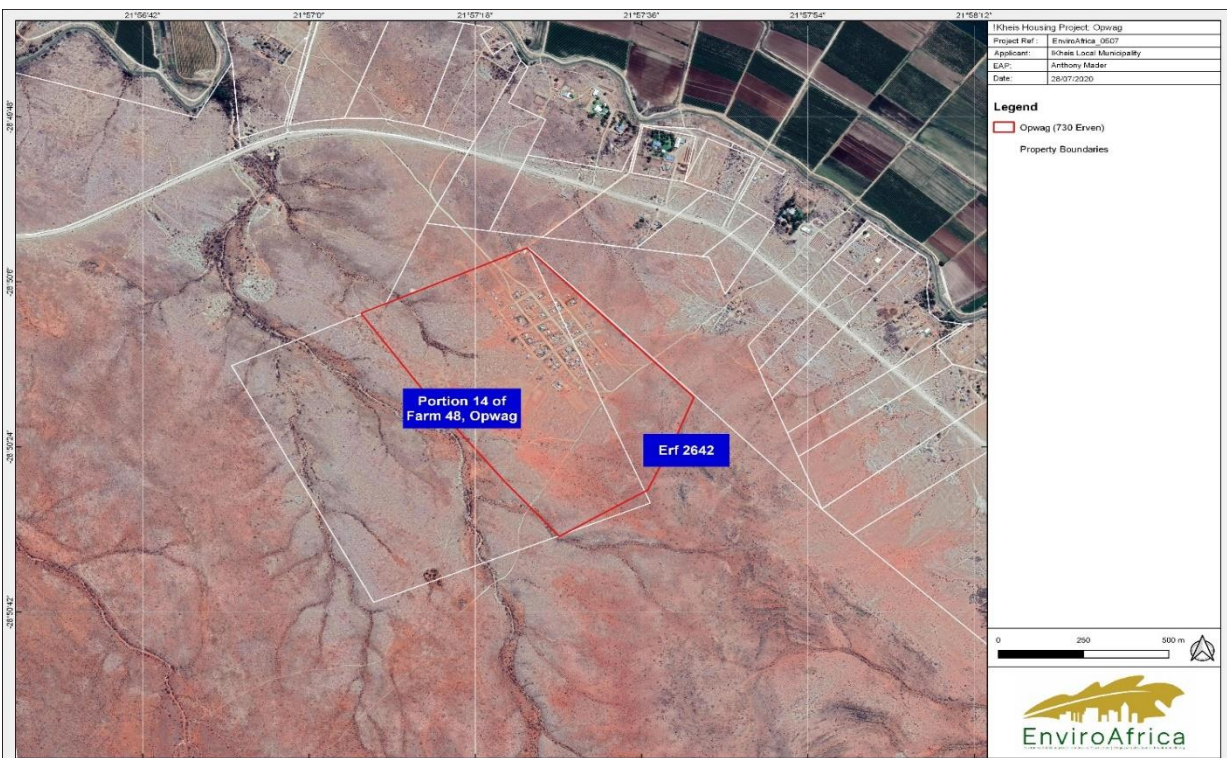 21°56'42"
21°57'0"
21°57'18"
21°57'36"
21°57'54"
21°58'12"
-28°49'48"
-28°50'6"
-28°50'24"
-28°50'42"
Portion 14 of
Farm 48, Opwag
Erf 2642
!Kheis Housing Project: Opwag
Project Ref : EnviroAfrica_0507
Applicant: !Kheis Local Municipality
EAP: Anthony Mader
Date: 28/07/2020
Legend
Opwag (730 Erven)
Property Boundaries
0 250 500 m
EnviroAfrica